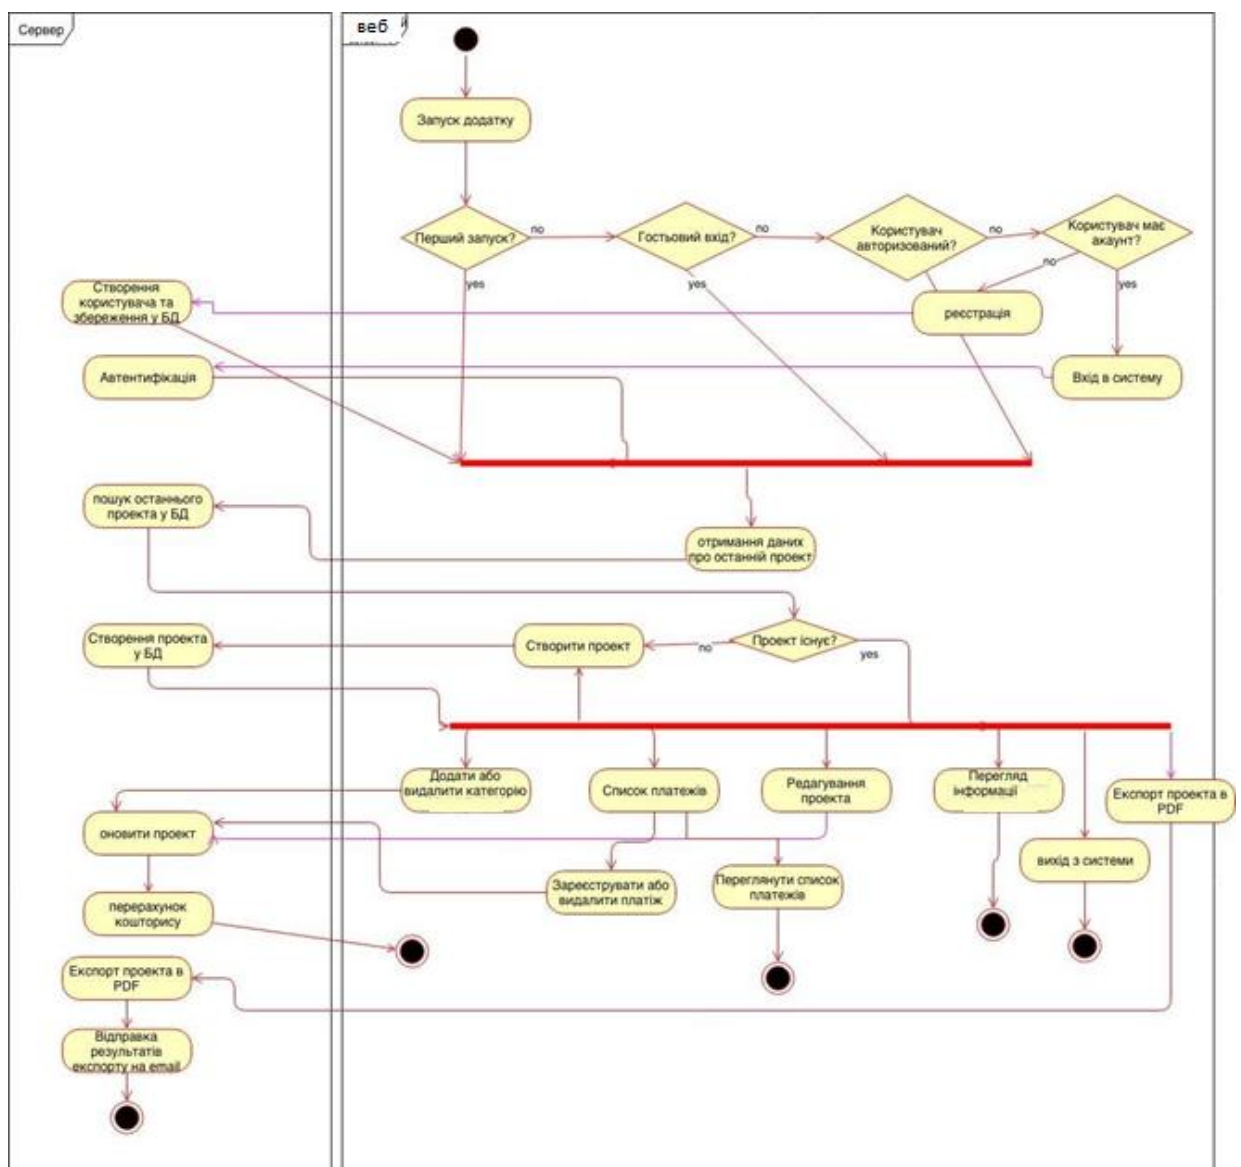 Сервер
веб
Запуск додатку
Перший запуск?
no
Гостьовий вхід?
no
Користувач
авторизований?
no
Користувач має
акаунт?
yes
yes
no
yes
Створення
користувача та
збереження у БД
реєстрація
Автентифікація
Вхід в систему
пошук останнього
проекта у БД
отримання даних
про останній проект
Створення проекта
у БД
Створити проект
no
Проект існує?
yes
Додати або
видалити категорію
Список платежів
Редагування
проекта
Перегляд
інформації
Експорт проекта в
PDF
оновити проект
вихід з системи
Зареєструвати або
видалити платіж
Переглянути список
платежів
перерахунок
кошторису
Експорт проекта в
PDF
Відправка
результатів
експорту на email